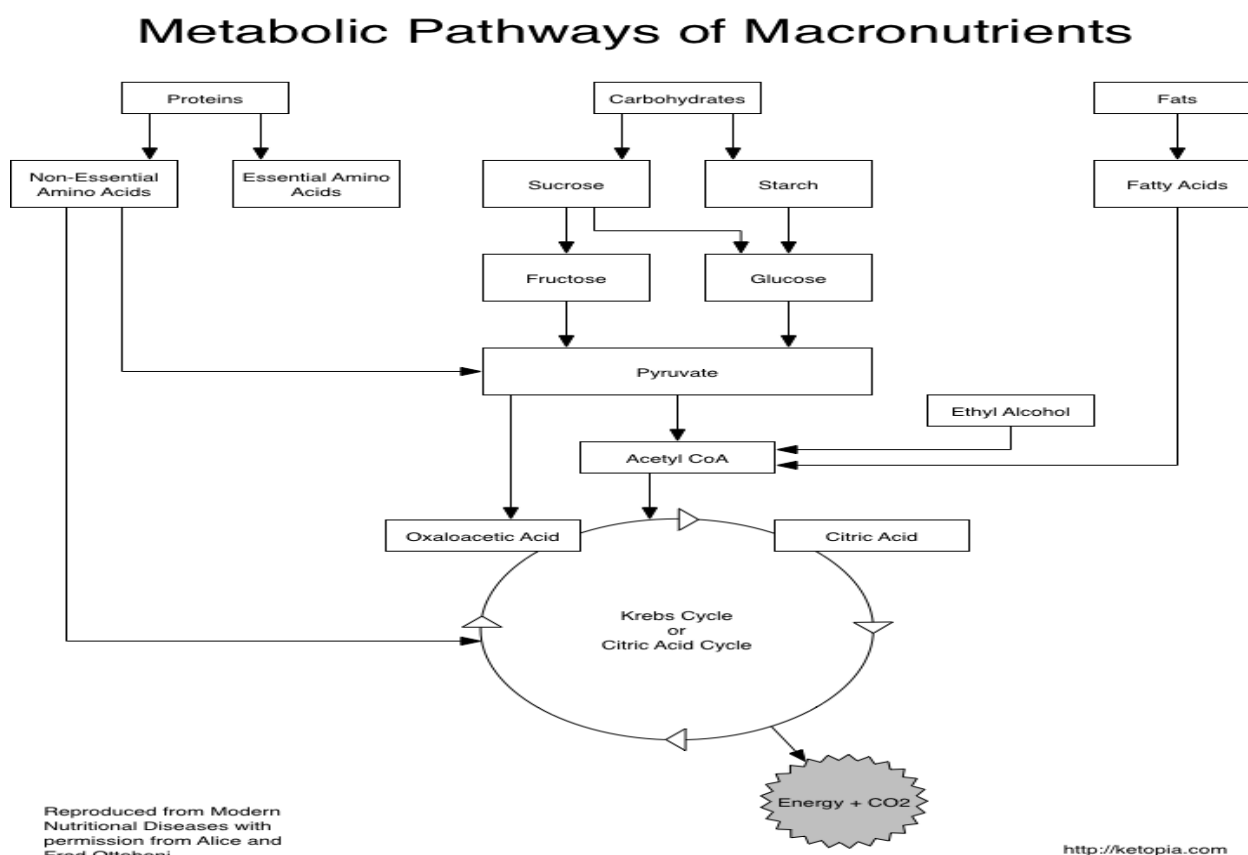 Metabolic Pathways of Macronutrients
Proteins
Carbohydrates
Fats
Non-Essential
Amino Acids
Essential Amino
Acids
Sucrose
Starch
Fatty Acids
Fructose
Glucose
Pyruvate
Ethyl Alcohol
Acetyl CoA
Oxaloacetic Acid
Citric Acid
Krebs Cycle
or
Citric Acid Cycle
Energy + CO2
Reproduced from Modern
Nutritional Diseases with
permission from Alice and
Fred Ottoboni
http://ketopia.com